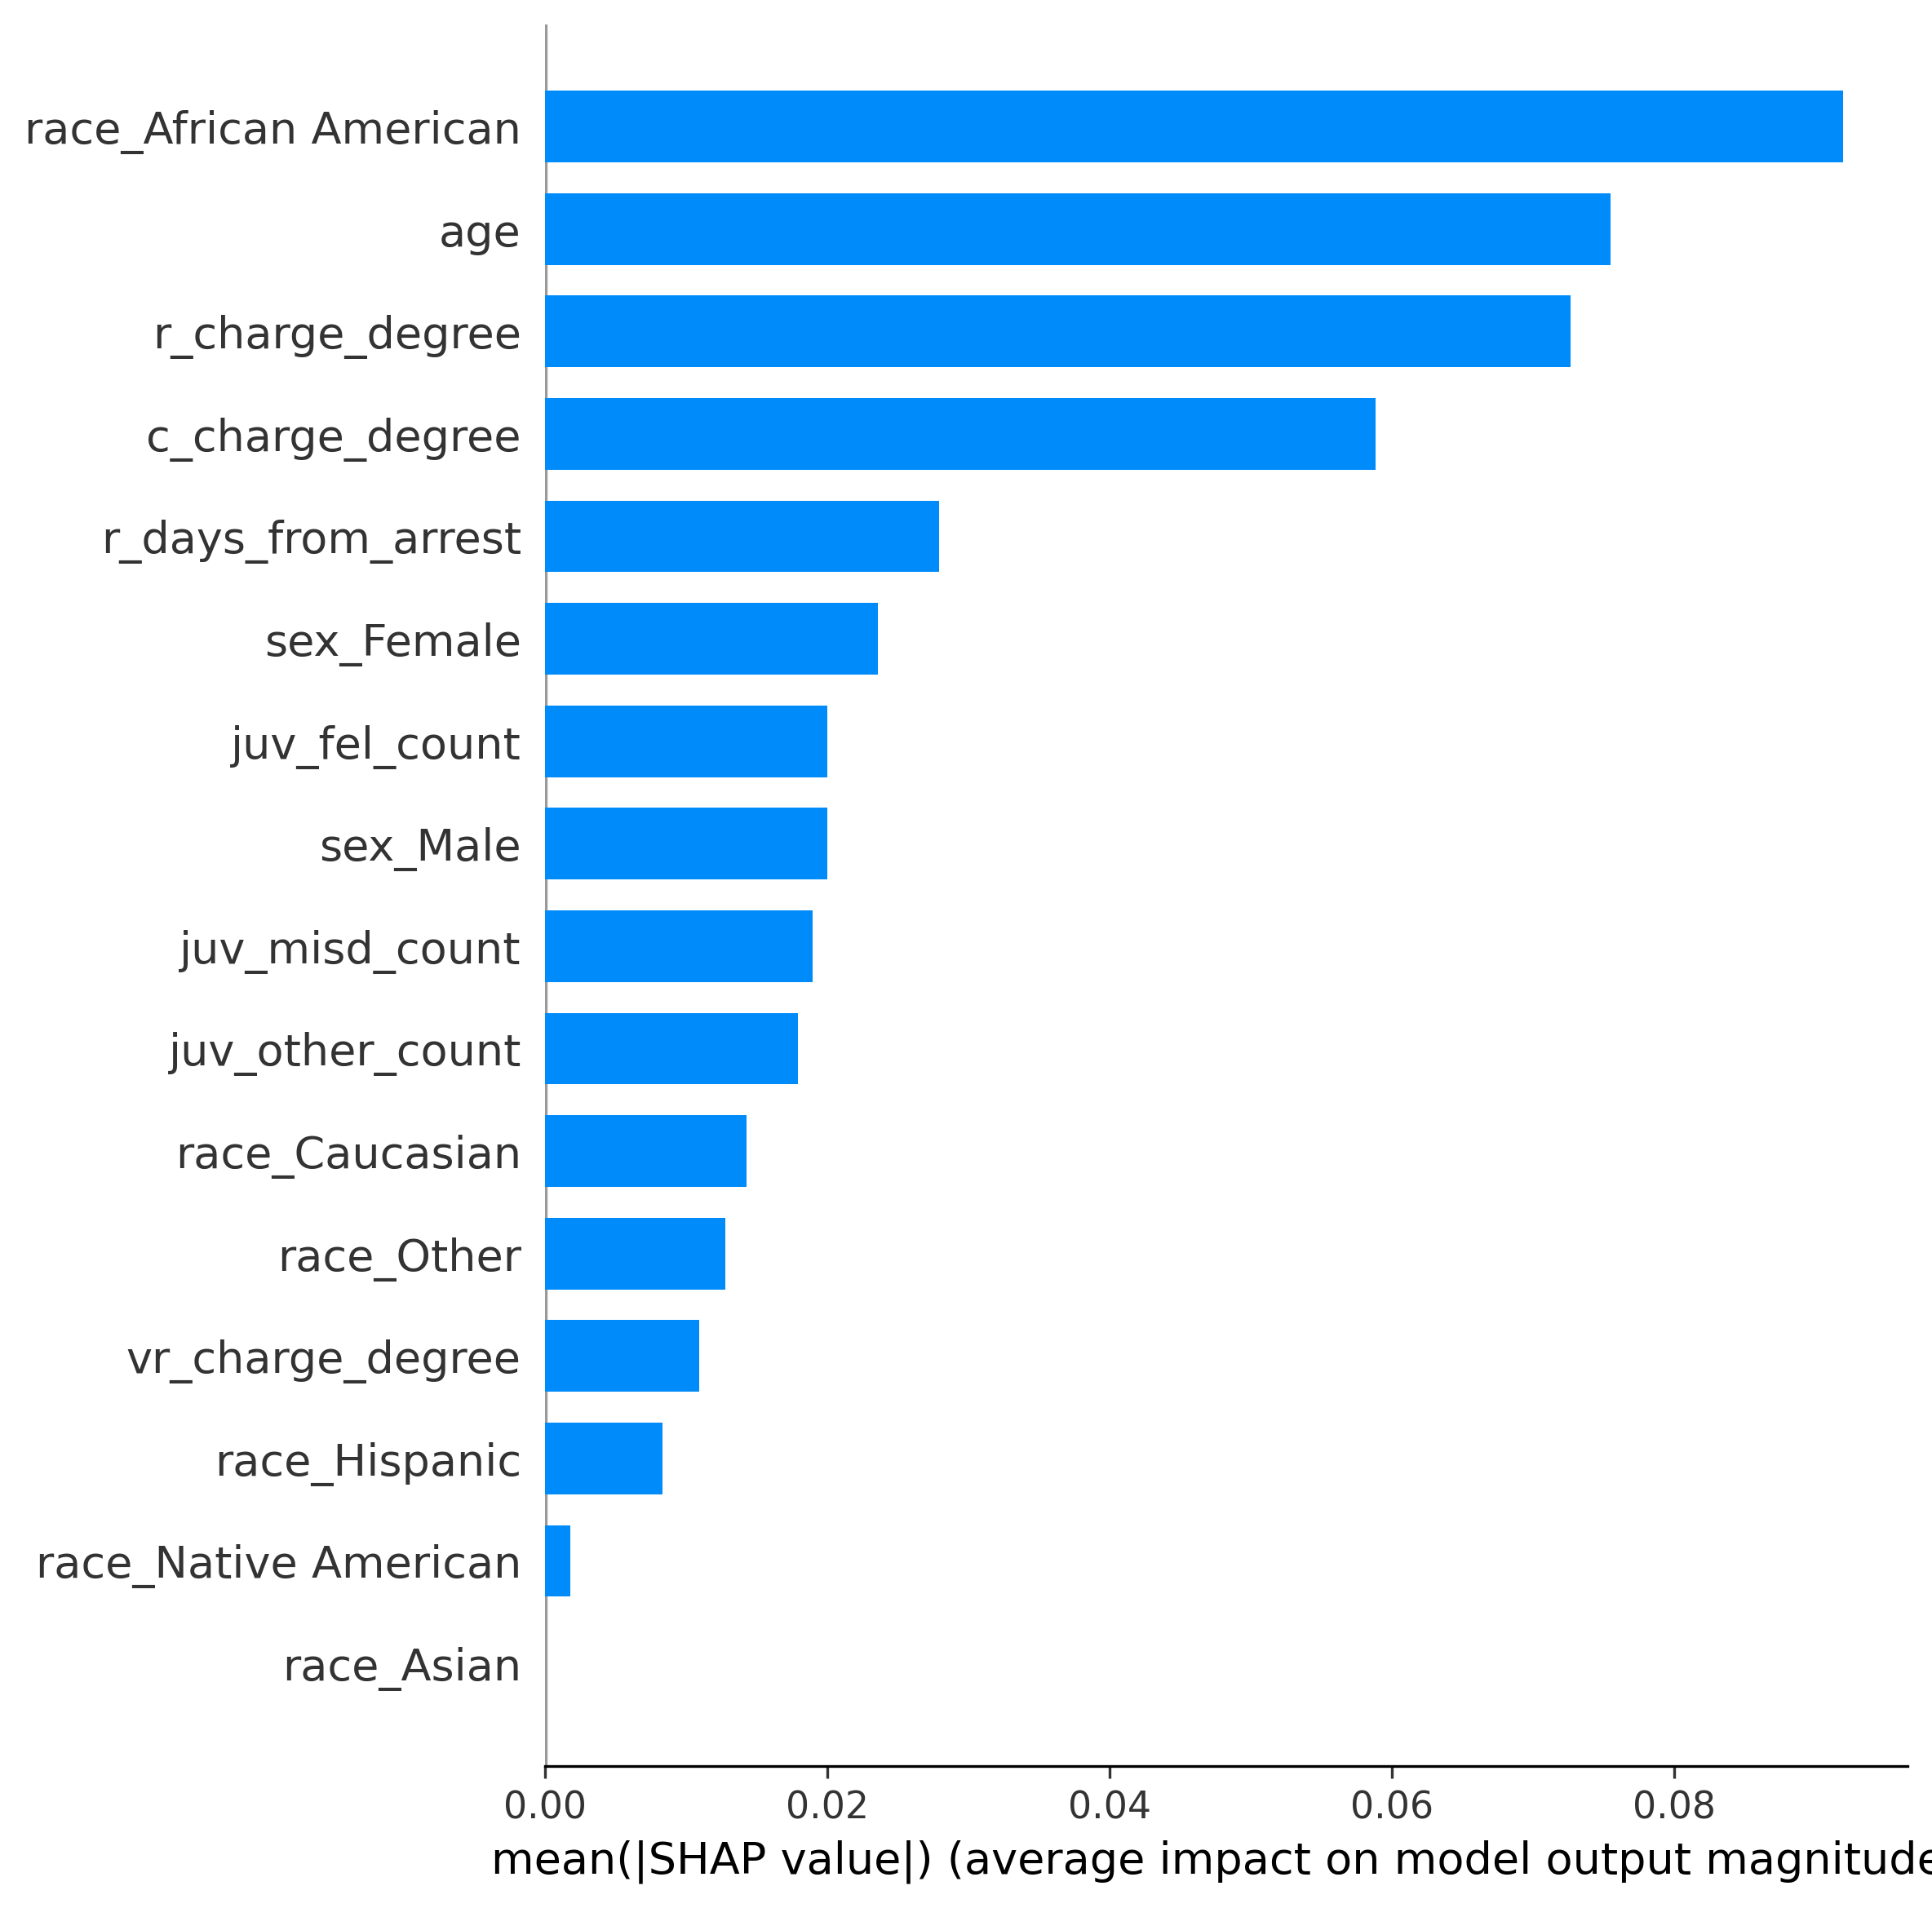 race_African American
age
r_charge_degree
c_charge_degree
r_days_from_arrest
sex_Female
juv_fel_count
sex_Male
juv_misd_count
juv_other_count
race_Caucasian
race_Other
vr_charge_degree
race_Hispanic
race_Native American
race_Asian
0.00 0.02 0.04 0.06 0.08
mean(|SHAP value|) (average impact on model output magnitude